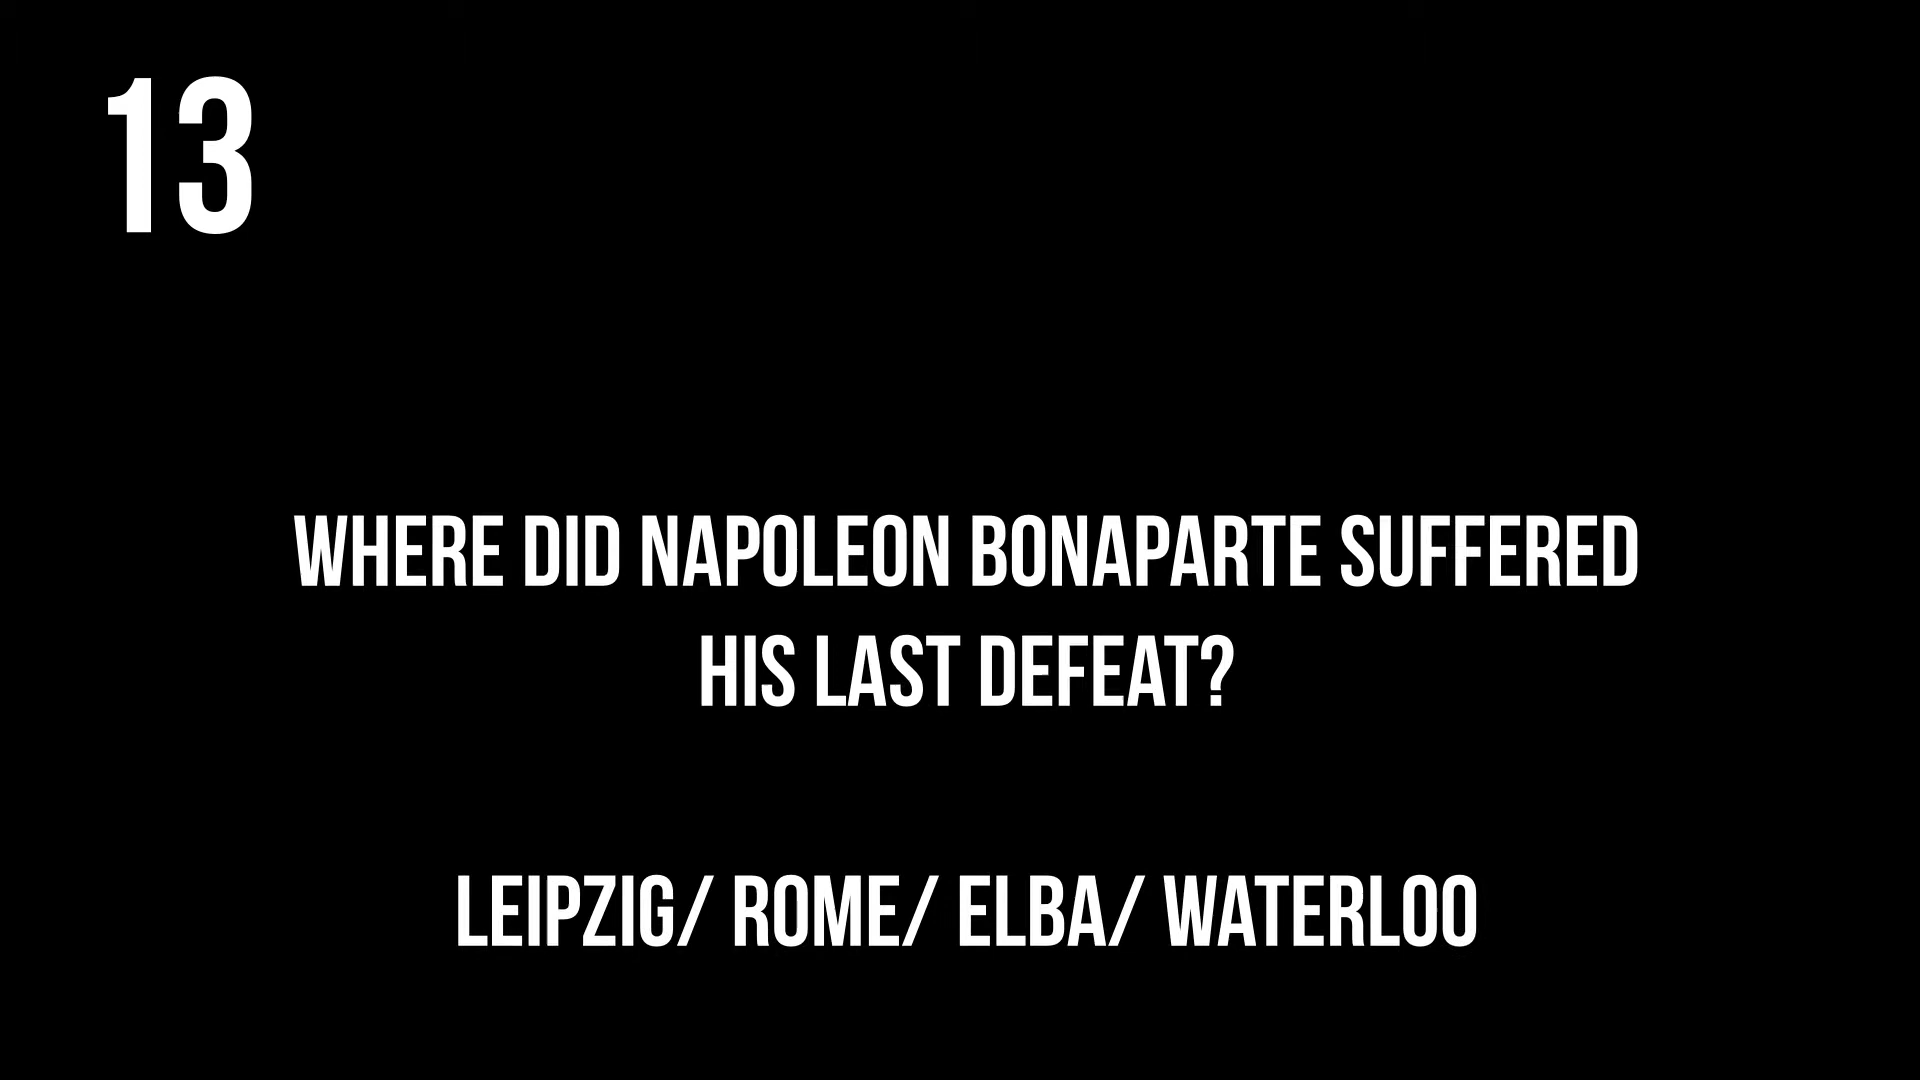 13
WHERE DID NAPOLEON BONAPARTE SUFFERED
HIS LAST DEFEAT?
LEIPZIG/ ROME/ ELBA/ WATERLOO